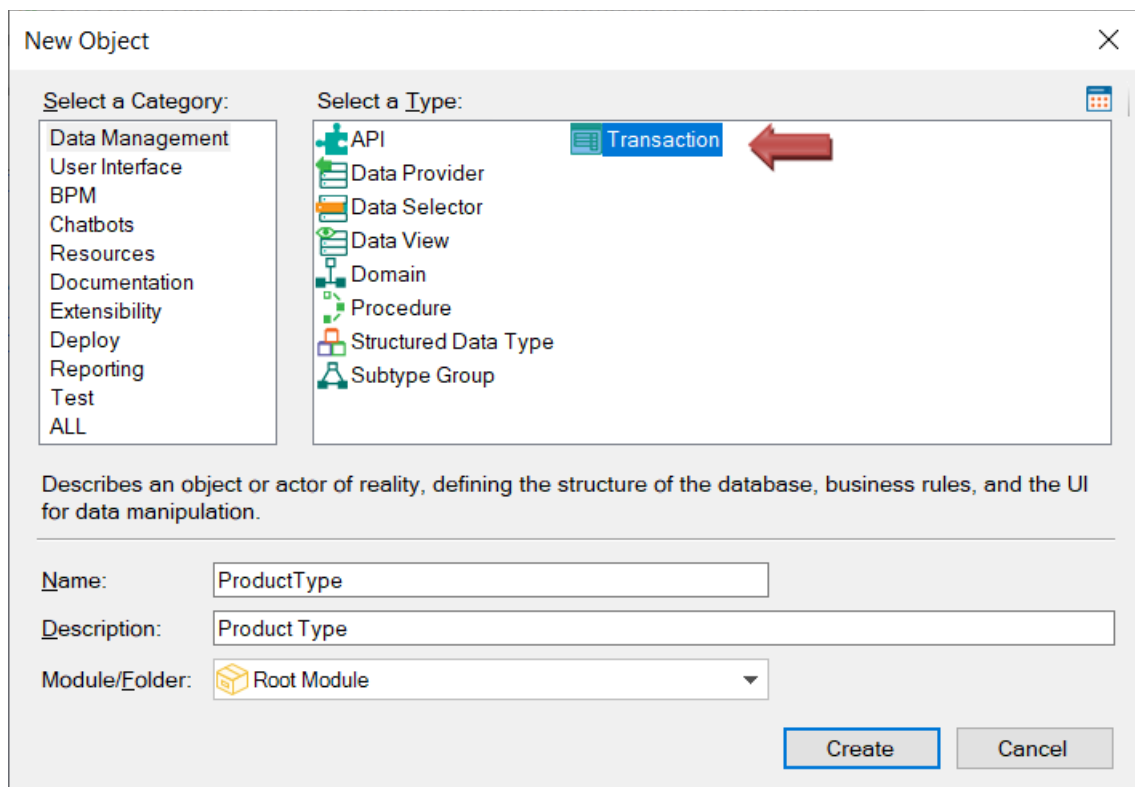 New Object
Select a Category:
Select a Type:
Data Management
User Interface
BPM
Chatbots
Resources
Documentation
Extensibility
Deploy
Reporting
Test
ALL
API
Data Provider
Data Selector
Data View
Domain
Procedure
Structured Data Type
Subtype Group
Transaction
Describes an object or actor of reality, defining the structure of the database, business rules, and the UI
for data manipulation.
Name:
ProductType
Description:
Product Type
Module/Folder:
Root Module
Create
Cancel